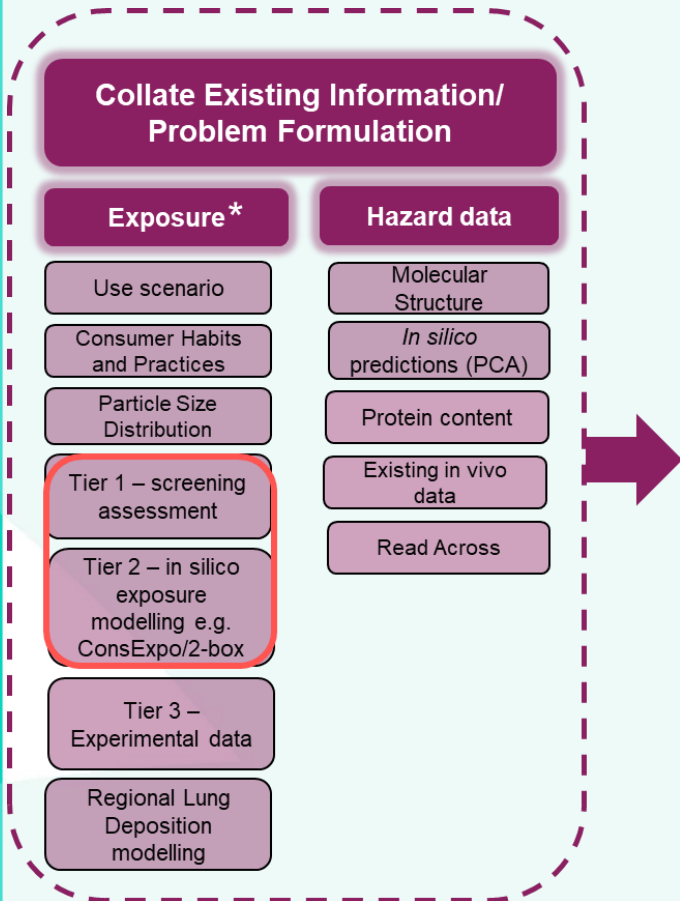 Collate Existing Information/
Problem Formulation
Exposure*
Use scenario
Consumer Habits
and Practices
Particle Size
Distribution
Tier 1 – screening
assessment
Tier 2 – in silico
exposure
modelling e.g.
ConsExpo/2-box
Tier 3 –
Experimental data
Regional Lung
Deposition
modelling
Hazard data
Molecular
Structure
In silico
predictions (PCA)
Protein content
Existing in vivo
data
Read Across